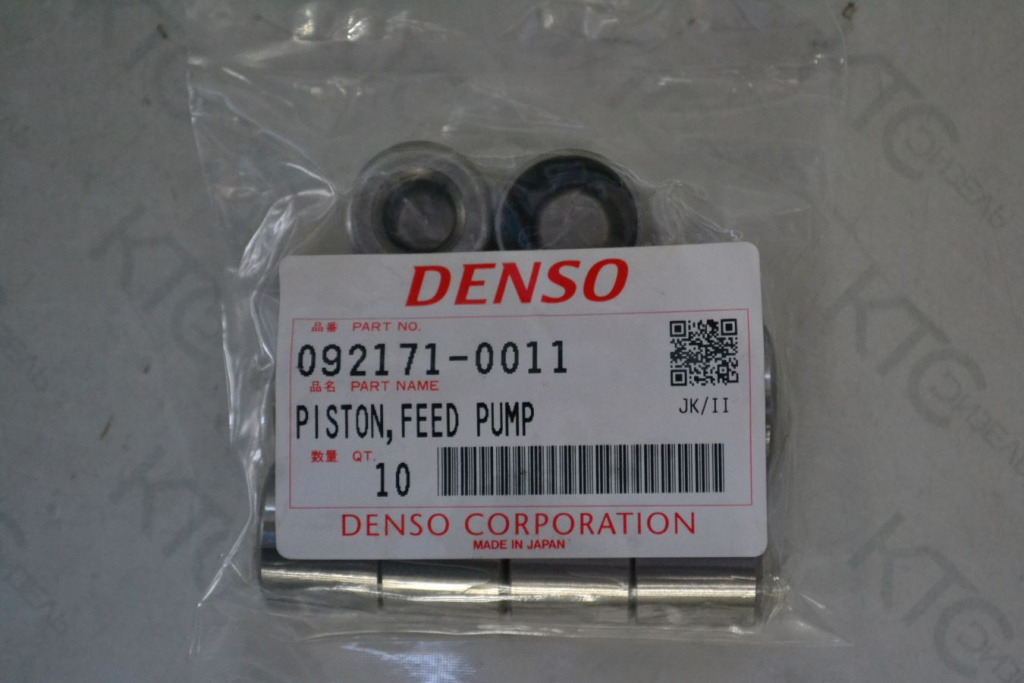 DENSO
品番 PART NO.
092171-0011
品名 PART NAME
PISTON,FEED PUMP
JK/II
数量 QT.
10
DENSO CORPORATION
MADE IN JAPAN